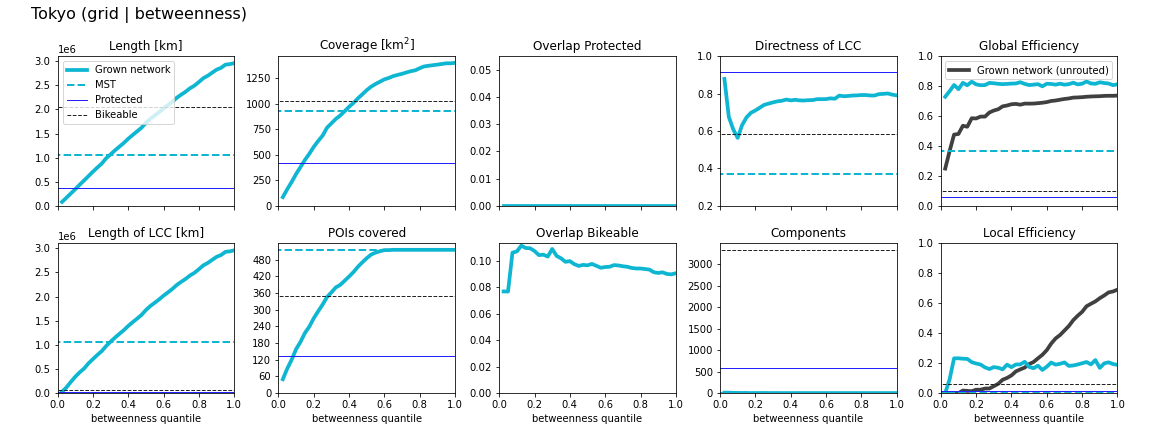 Tokyo (grid | betweenness)
Length [km]
1e6
3.0
2.5
2.0
1.5
1.0
0.5
0.0
Grown network
MST
Protected
Bikeable
Coverage [km²]
1250
1000
750
500
250
0
Overlap Protected
0.05
0.04
0.03
0.02
0.01
0.00
Directness of LCC
1.0
0.8
0.6
0.4
0.2
Global Efficiency
1.0
0.8
0.6
0.4
0.2
0.0
Grown network (unrouted)
Length of LCC [km]
1e6
3.0
2.5
2.0
1.5
1.0
0.5
0.0
0.0 0.2 0.4 0.6 0.8 1.0
betweenness quantile
POIs covered
480
420
360
300
240
180
120
60
0
0.0 0.2 0.4 0.6 0.8 1.0
betweenness quantile
Overlap Bikeable
0.10
0.08
0.06
0.04
0.02
0.00
0.0 0.2 0.4 0.6 0.8 1.0
betweenness quantile
Components
3000
2500
2000
1500
1000
500
0
0.0 0.2 0.4 0.6 0.8 1.0
betweenness quantile
Local Efficiency
1.0
0.8
0.6
0.4
0.2
0.0
0.0 0.2 0.4 0.6 0.8 1.0
betweenness quantile